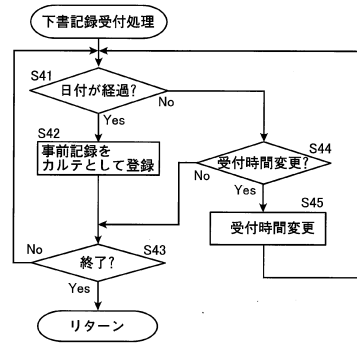 下書記録受付処理
S41
日付が経過?
No
Yes
S42
事前記録を
カルテとして登録
S44
受付時間変更?
No
Yes
S45
受付時間変更
No
S43
終了?
Yes
リターン